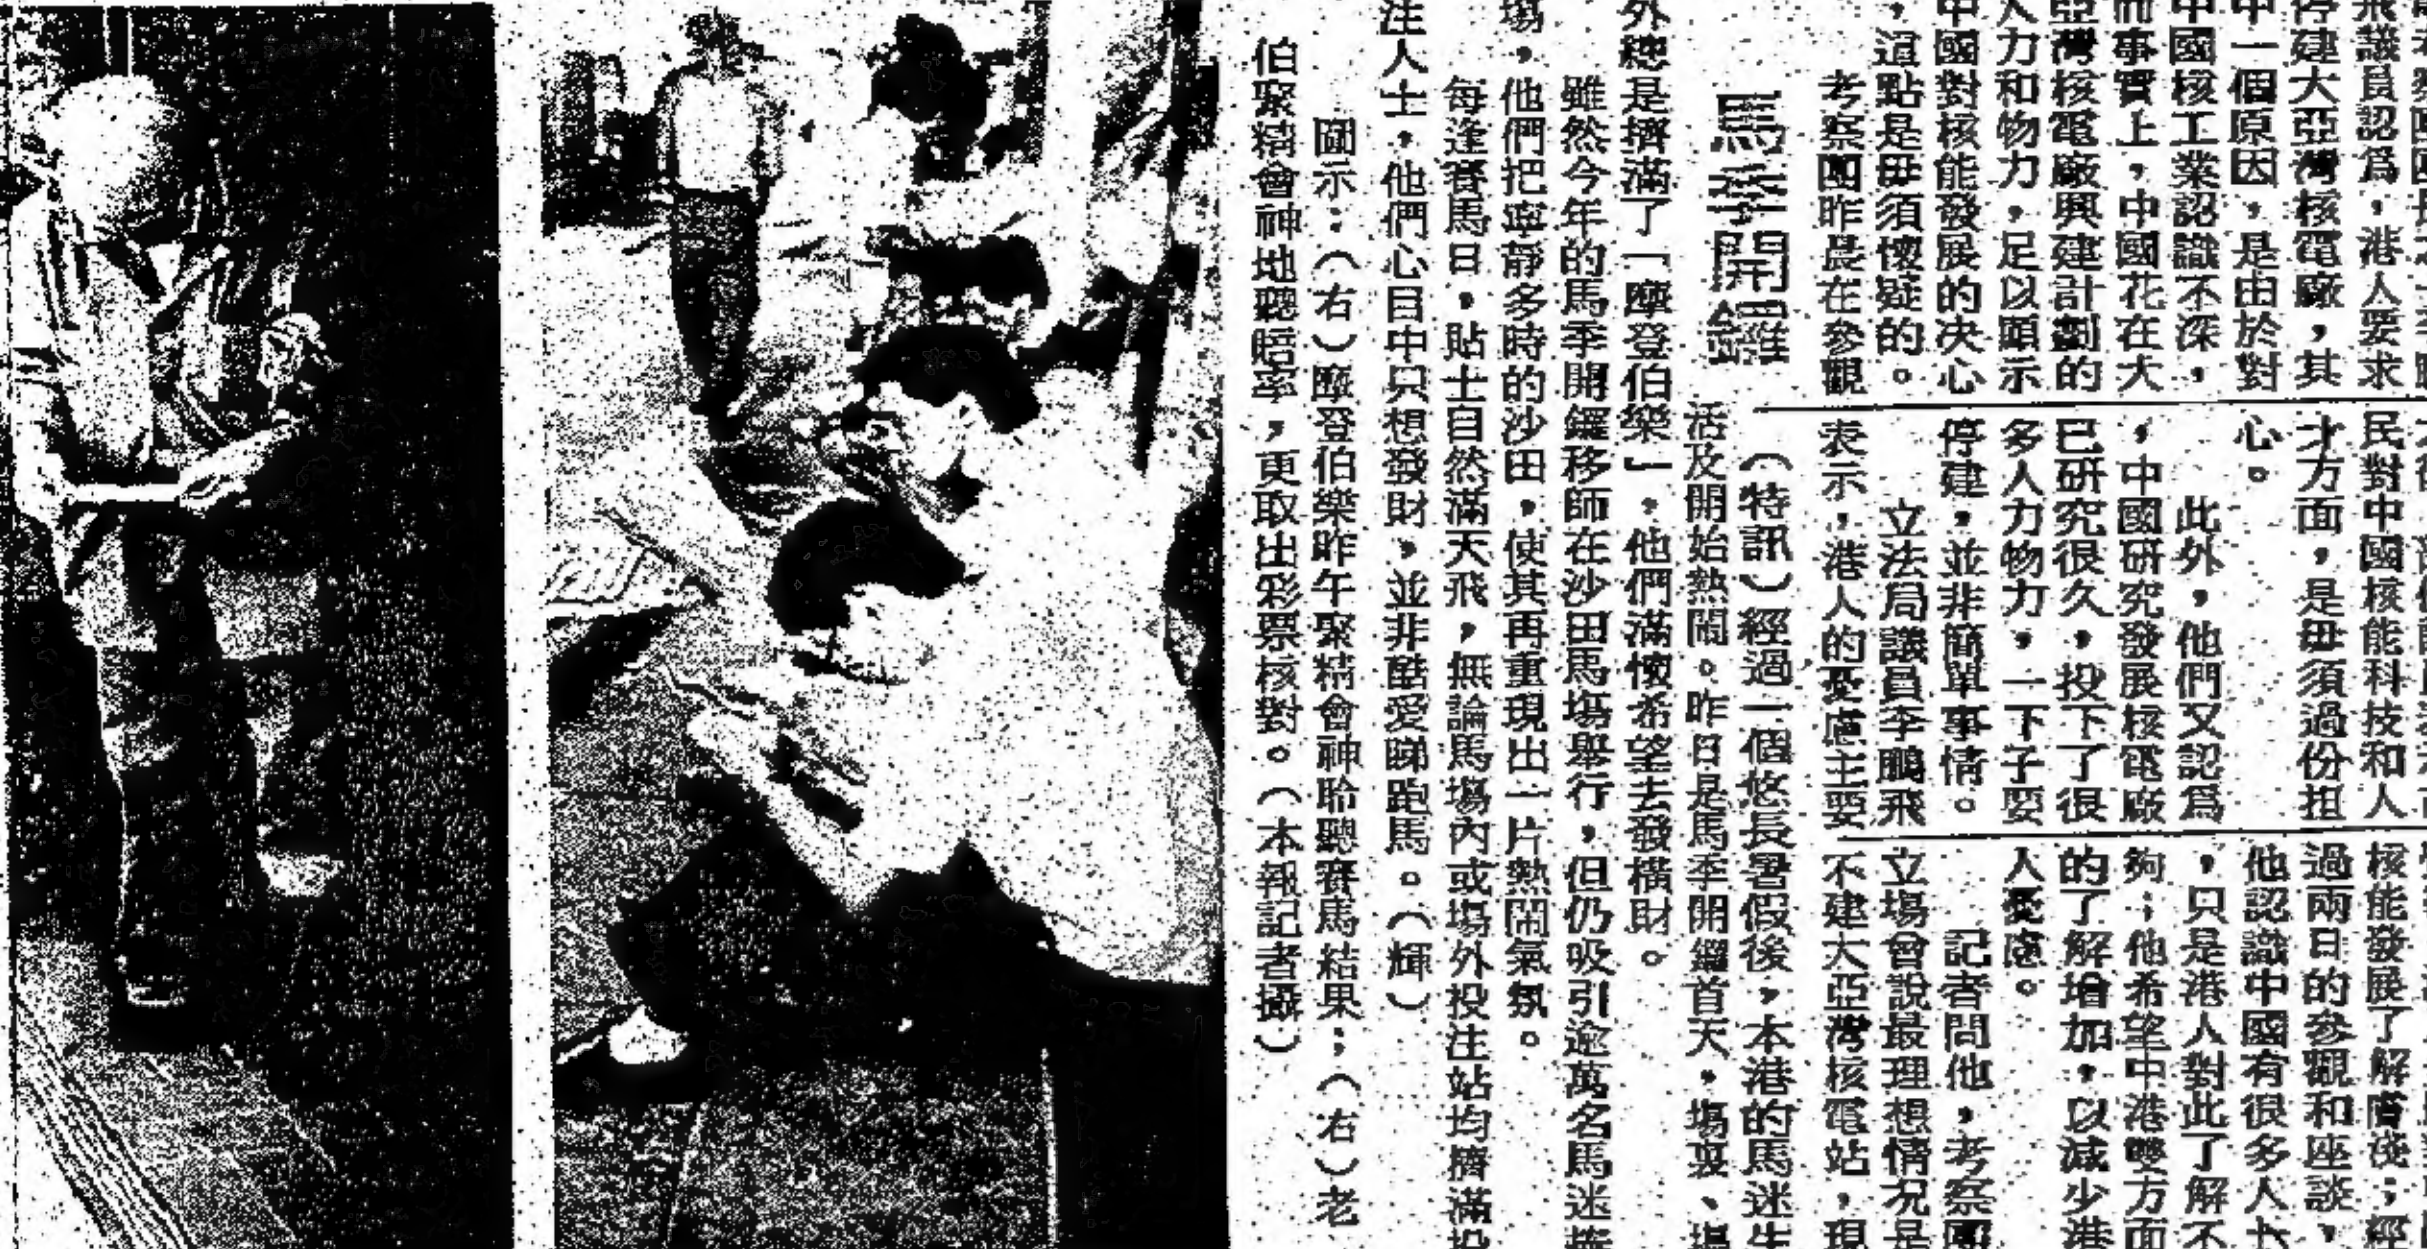 飛議員認爲，港人要求
停建大亞灣核電廠，其
中一個原因，是由於對
中國核工業認識不深，
而事實上，中國花在大
亞灣核電廠興建計劃的
人力和物力，足以顯示
中國對核能發展的决心
，這點是毋須懷疑的。
考察團昨晨在參觀
民對中國核能科技和人
才方面，是毋須過份担
心。
此外，他們又認爲
，中國研究發展核電廠
已研究很久，投下了很
多人力物力，一下子要
停建，並非簡單事情。
立法局議員李鵬飛
表示，港人的憂慮主要
核能發展了解膚淺；經
過兩日的參觀和座談，
他認識中國有很多人
，只是港人對此了解不
夠；他希望中港雙方面
的了解增加，以減少港
人憂慮。
記者問他，考察團
立場曾說最理想情况是
不建大亞灣核電站，現
馬季開鑼
（特訊）經過一個悠長暑假後，本港的馬迷生
活及開始熱鬧。昨日是馬季開鑼首天，場裏、場
外總是擠滿了「摩登伯樂」，他們滿懷希望去發橫財。
雖然今年的馬季開鑼移師在沙田馬場舉行，但仍吸引逾萬名馬迷
場，他們把寧靜多時的沙田，使其再重現出一片熱鬧氣氛。
每逢賽馬日，貼士自然滿天飛，無論馬場內或場外投注站均擠滿投
注人士，他們心目中只想發財，並非酷愛睇跑馬。（輝）
圖示：（右）摩登伯樂昨午聚精會神聆聽賽馬結果；（右）老
伯聚精會神地聽賠率，更取出彩票核對。（本報記者攝）